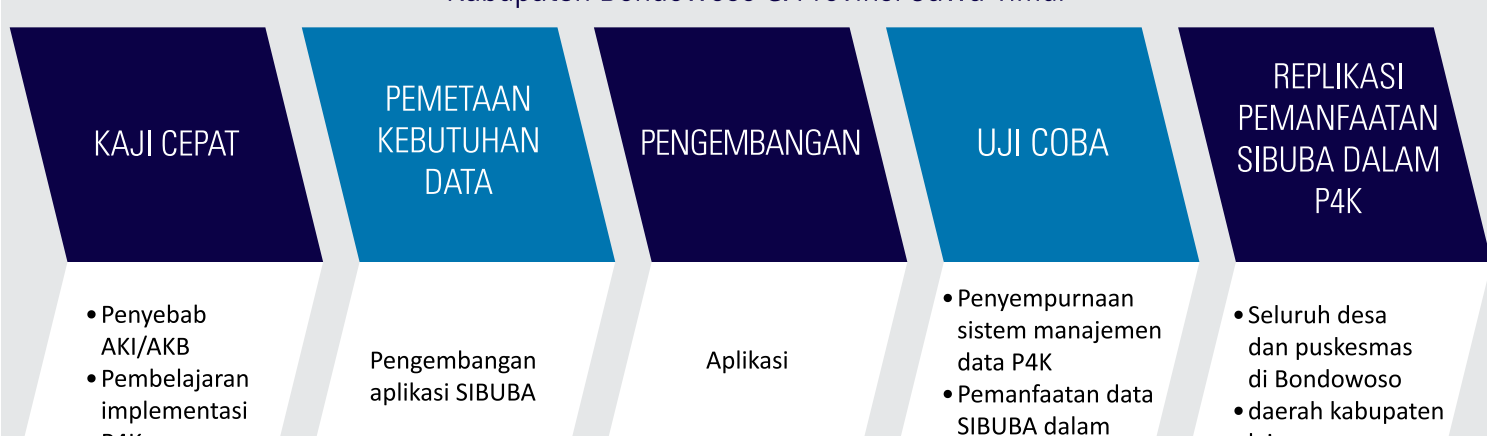 KAJI CEPAT
• Penyebab
AKI/AKB
• Pembelajaran
implementasi
PEMETAAN
KEBUTUHAN
DATA
Pengembangan
aplikasi SIBUBA
PENGEMBANGAN
Aplikasi
UJI COBA
• Penyempurnaan
sistem manajemen
data P4K
• Pemanfaatan data
SIBUBA dalam
REPLIKASI
PEMANFAATAN
SIBUBA DALAM
P4K
• Seluruh desa
dan puskesmas
di Bondowoso
• daerah kabupaten